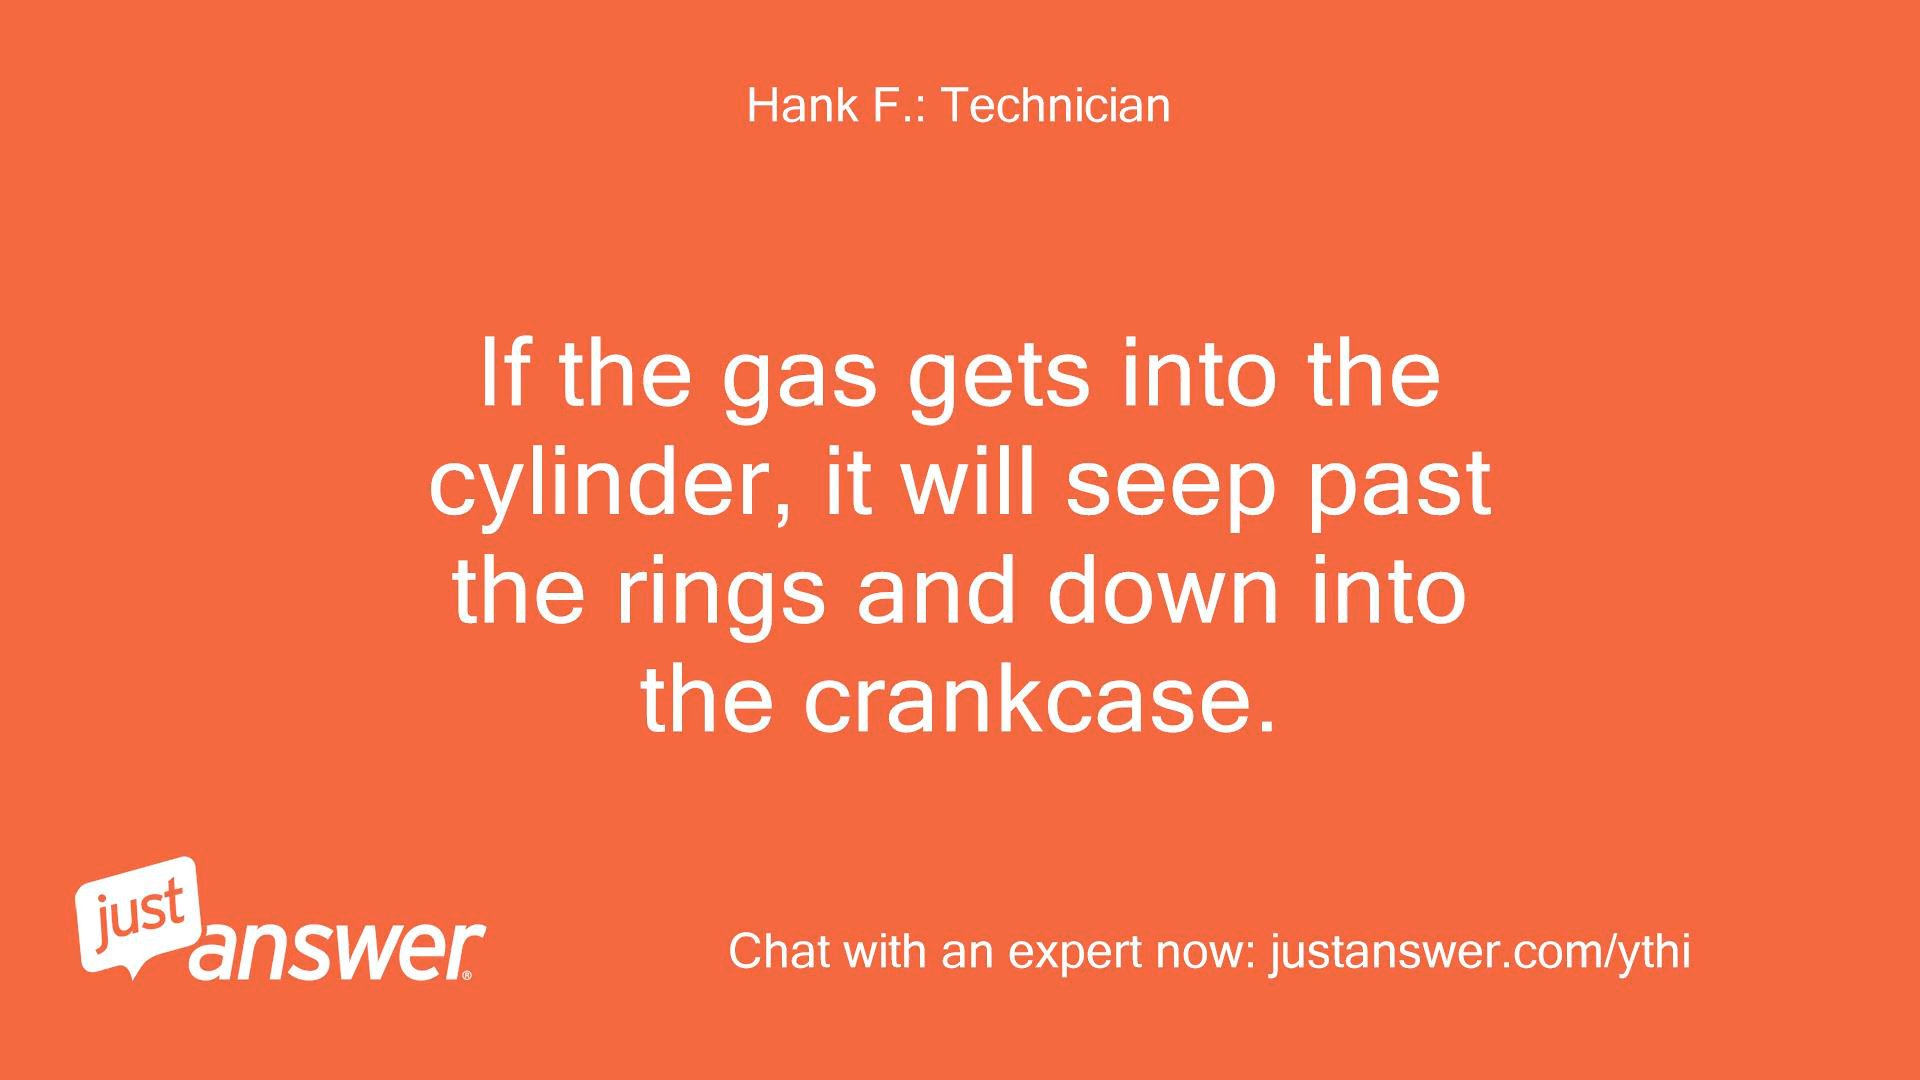 Hank F.: Technician
If the gas gets into the
cylinder, it will seep past
the rings and down into
the crankcase.
just
answer®
Chat with an expert now: justanswer.com/ythi